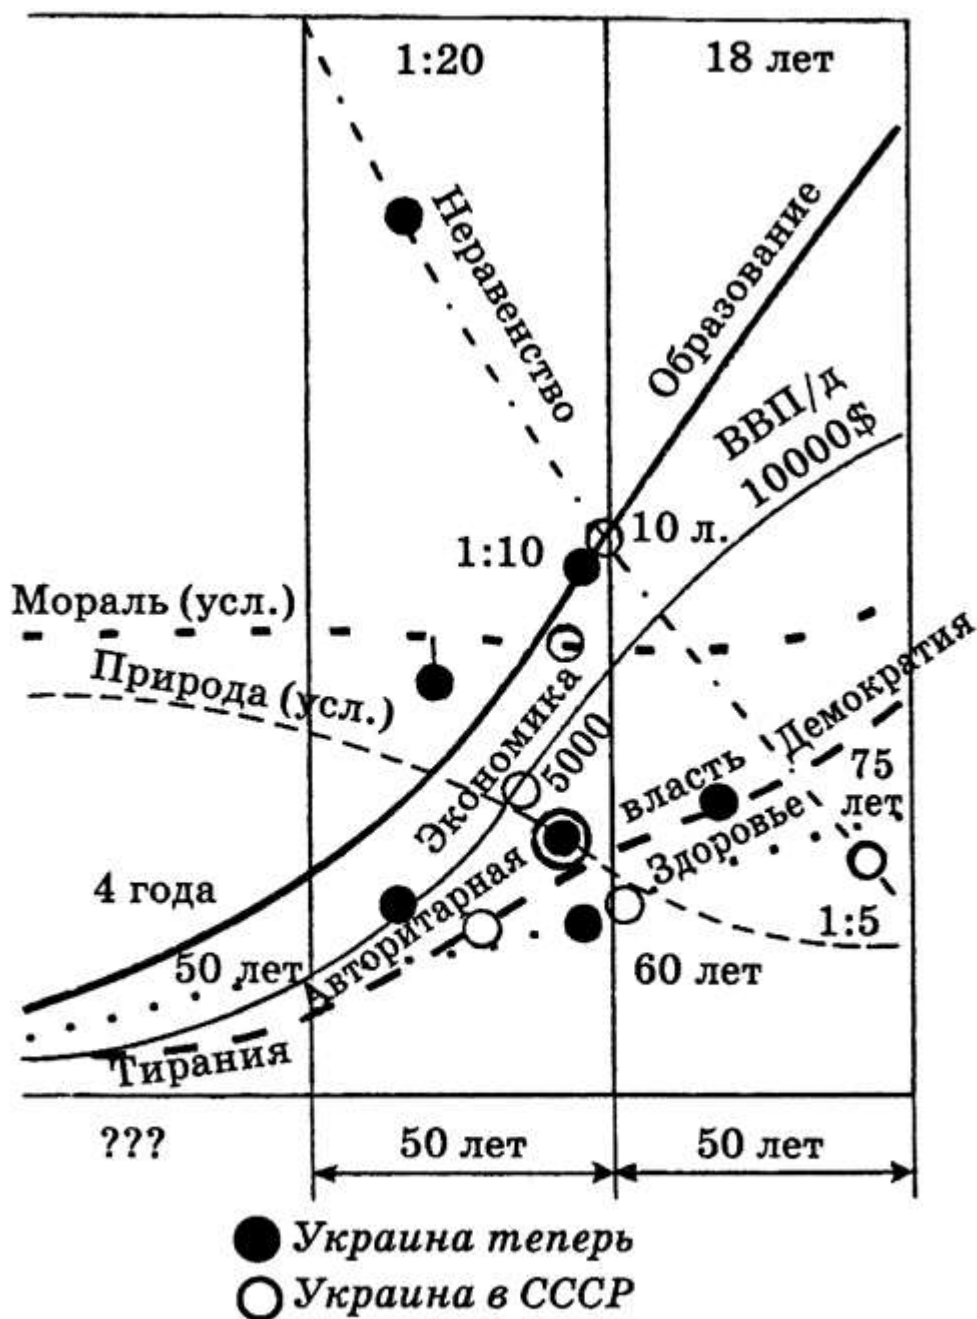 1:20
18 лет
Неравенство
Образование
ВВП/д
10000$
1:10
10 л.
Мораль (усл.)
Природа (усл.)
Экономика
5000
Авторитарная
власть
Демократия
75
лет
Здоровье
4 года
50 лет
60 лет
1:5
Тирания
???
50 лет
50 лет
Украина теперь
Украина в СССР